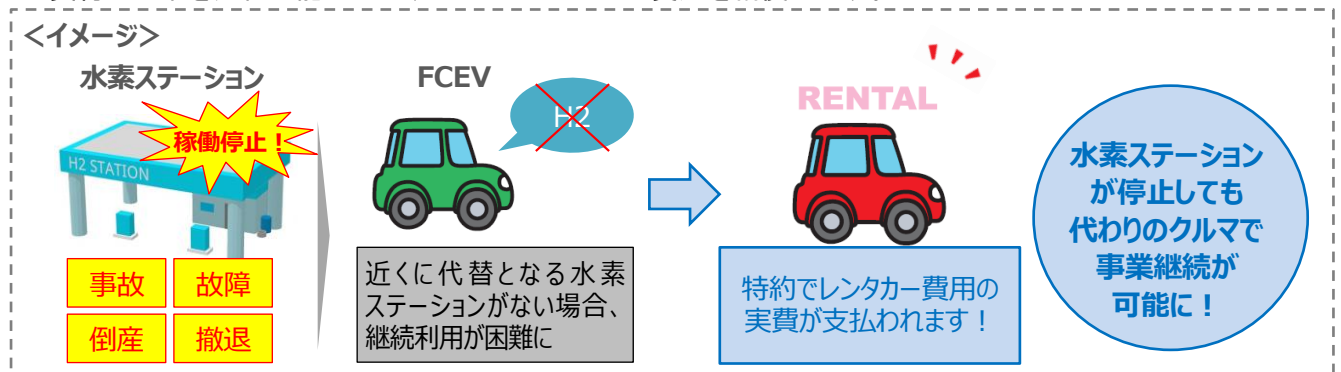 <イメージ>
水素ステーション
稼働停止！
H2 STATION
事故
故障
倒産
撤退
FCEV
H2
近くに代替となる水素
ステーションがない場合、
継続利用が困難に
RENTAL
特約でレンタカー費用の
実費が支払われます！
水素ステーション
が停止しても
代わりのクルマで
事業継続が
可能に！